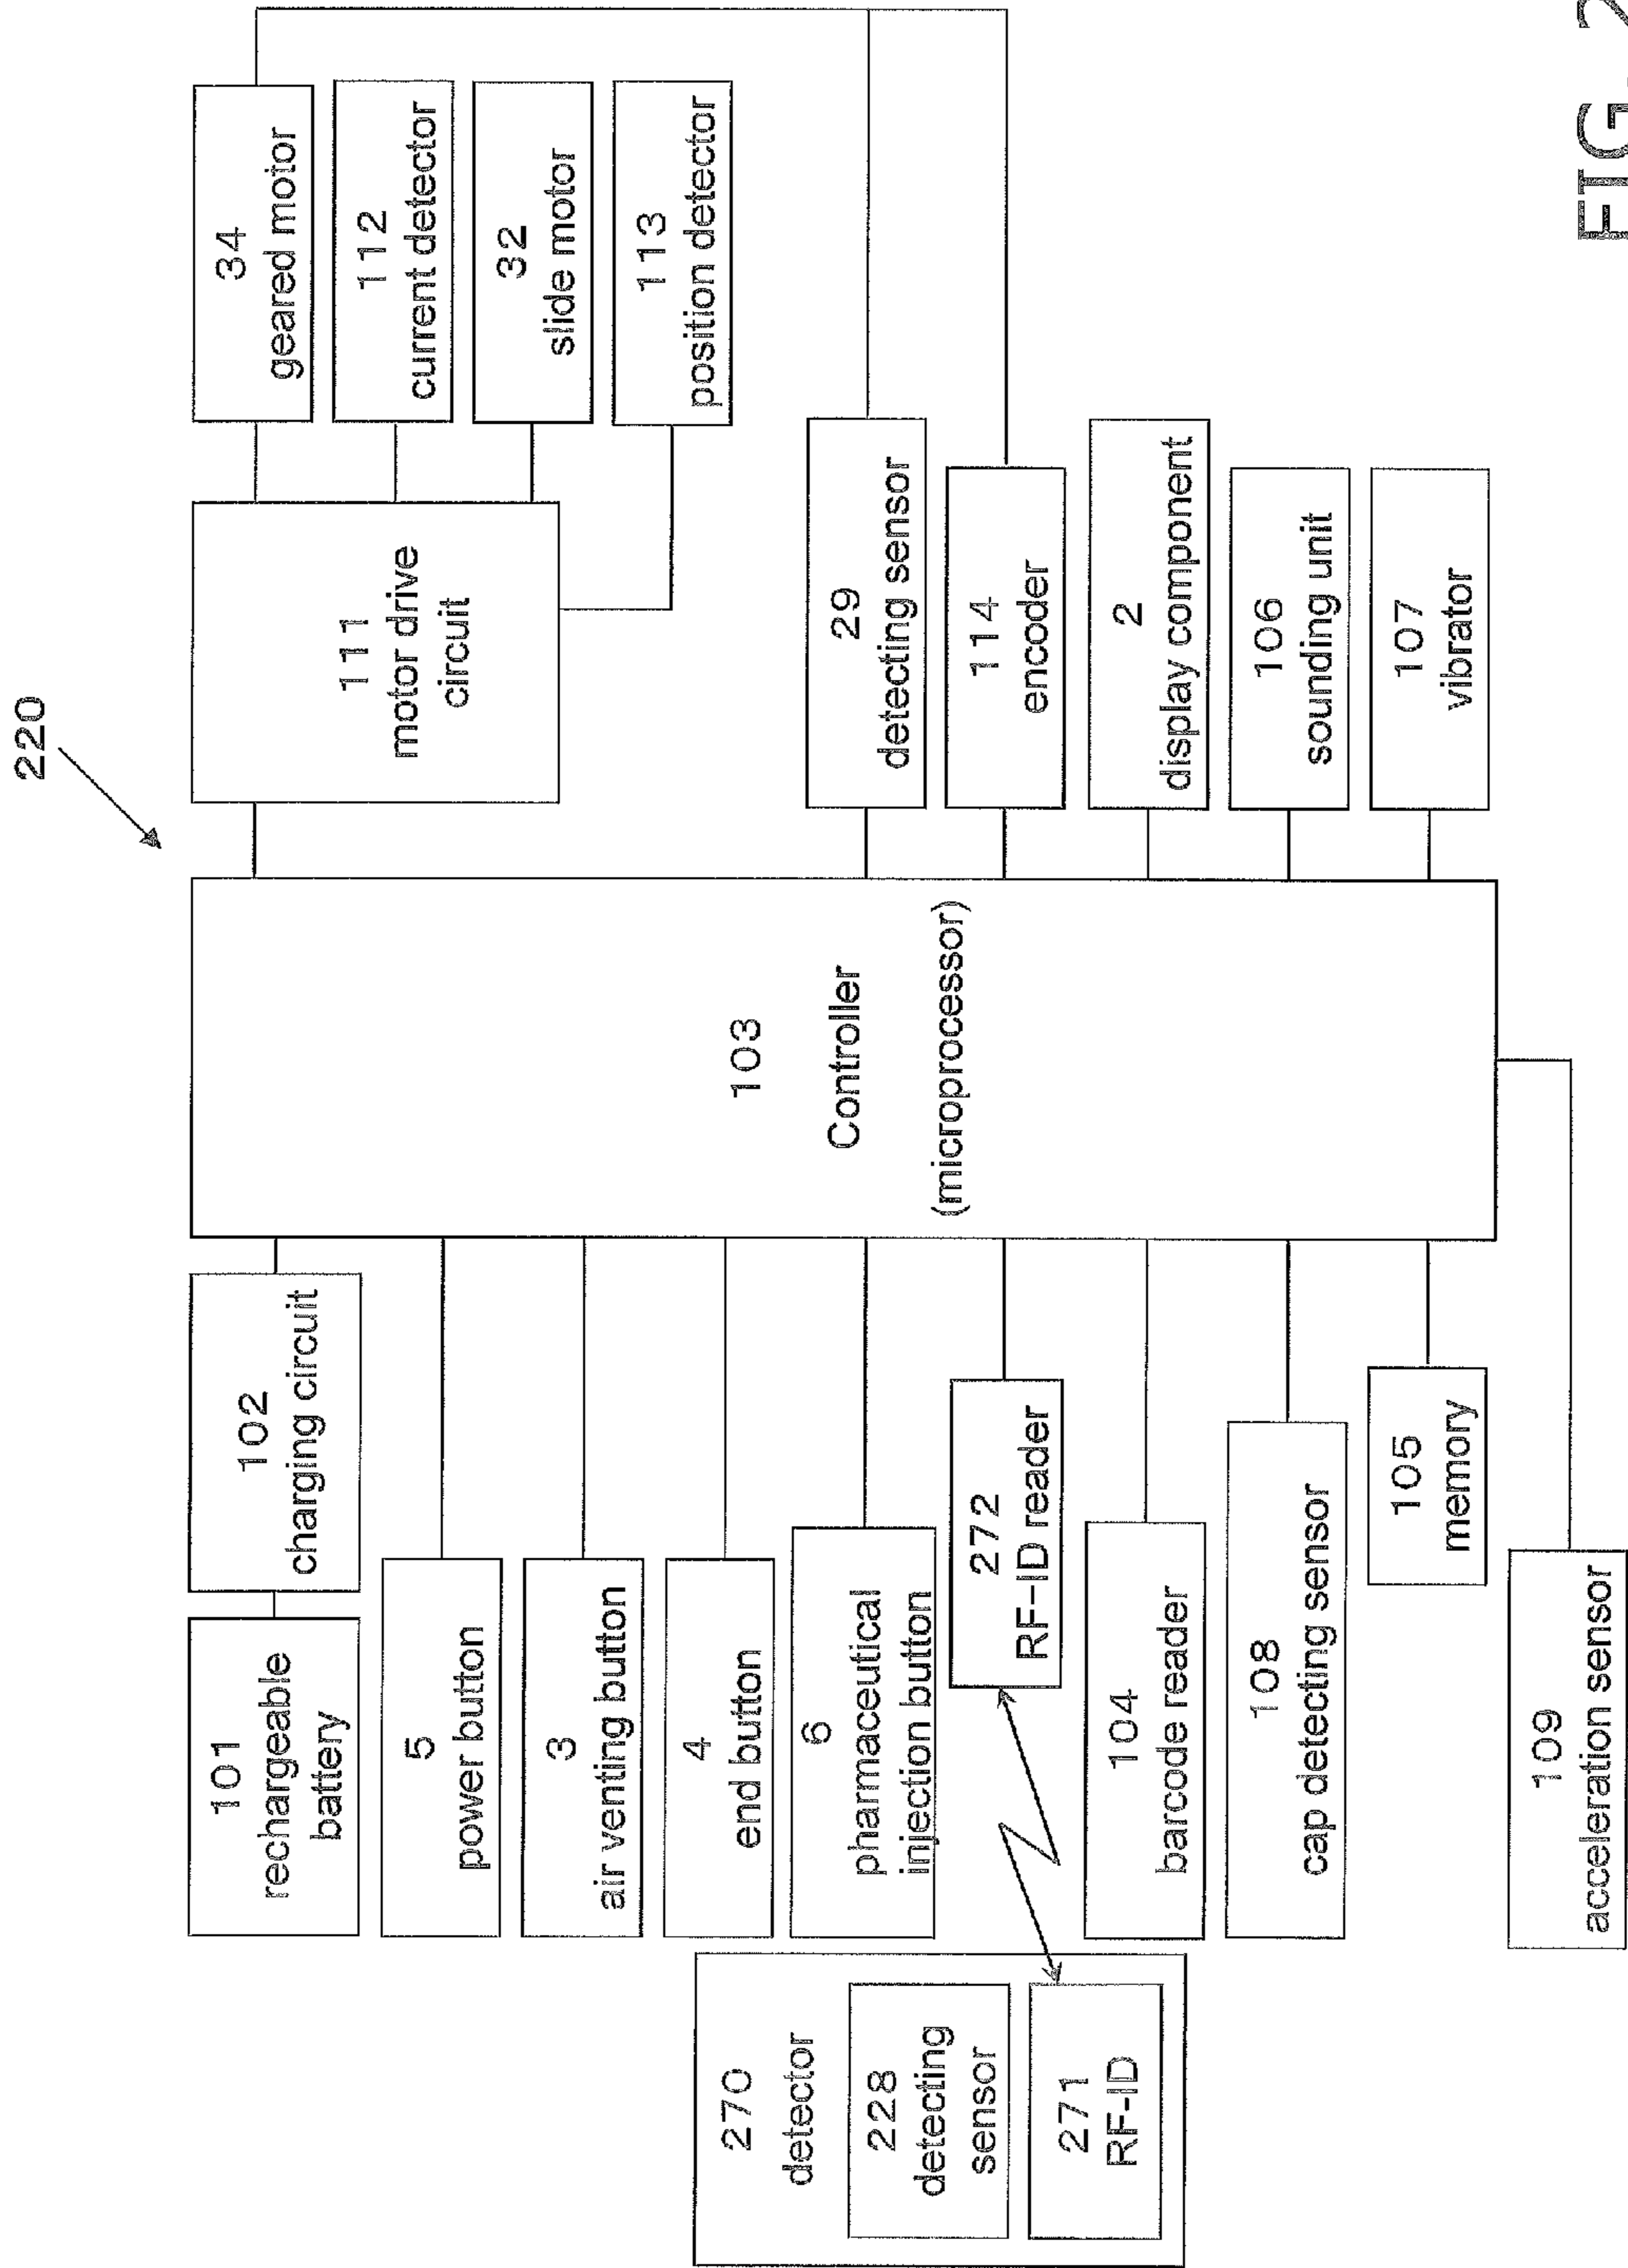 220
101
rechargeable
battery
102
charging circuit
5
power button
3
air venting button
4
end button
6
pharmaceutical
injection button
270
detector
228
detecting
sensor
271
RF-ID
272
RF-ID reader
104
barcode reader
108
cap detecting sensor
105
memory
109
acceleration sensor
103
Controller
(microprocessor)
111
motor drive
circuit
34
geared motor
112
current detector
32
slide motor
113
position detector
29
detecting sensor
114
encoder
2
display component
106
sounding unit
107
vibrator
FIG. 2